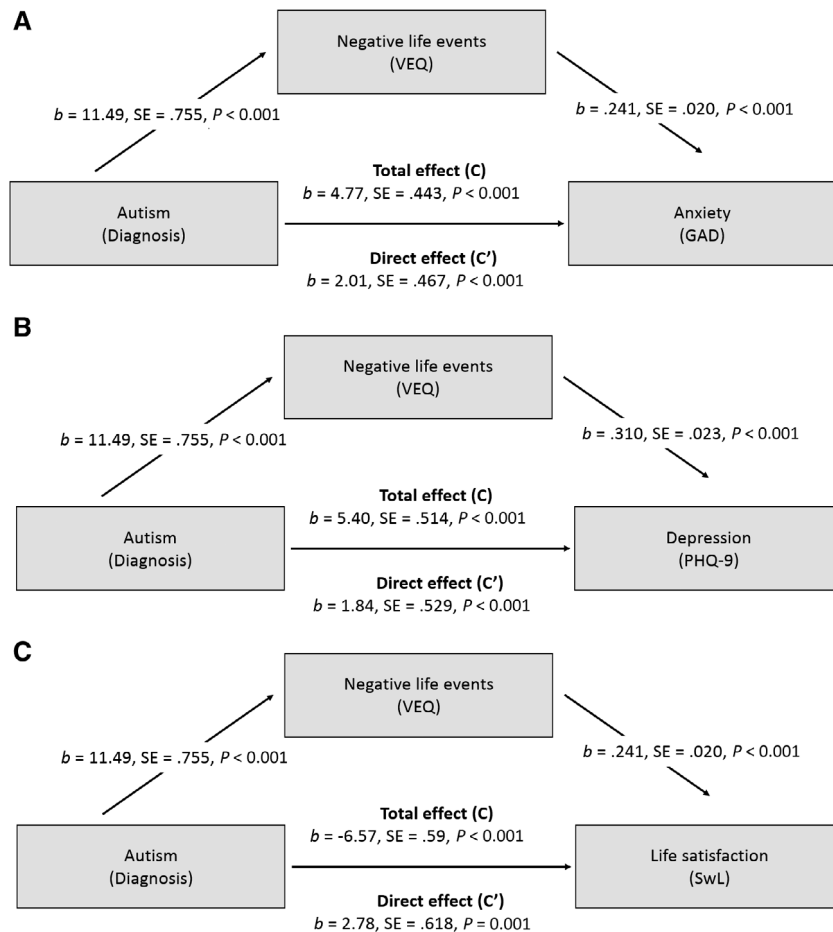 A
Negative life events
(VEQ)
b = 11.49, SE = .755, P < 0.001
b = .241, SE = .020, P < 0.001
Total effect (C)
b = 4.77, SE = .443, P < 0.001
Autism
(Diagnosis)
Anxiety
(GAD)
Direct effect (C’)
b = 2.01, SE = .467, P < 0.001
B
Negative life events
(VEQ)
b = 11.49, SE = .755, P < 0.001
b = .310, SE = .023, P < 0.001
Total effect (C)
b = 5.40, SE = .514, P < 0.001
Autism
(Diagnosis)
Depression
(PHQ-9)
Direct effect (C’)
b = 1.84, SE = .529, P < 0.001
C
Negative life events
(VEQ)
b = 11.49, SE = .755, P < 0.001
b = .241, SE = .020, P < 0.001
Total effect (C)
b = -6.57, SE = .59, P < 0.001
Autism
(Diagnosis)
Life satisfaction
(SwL)
Direct effect (C’)
b = 2.78, SE = .618, P = 0.001